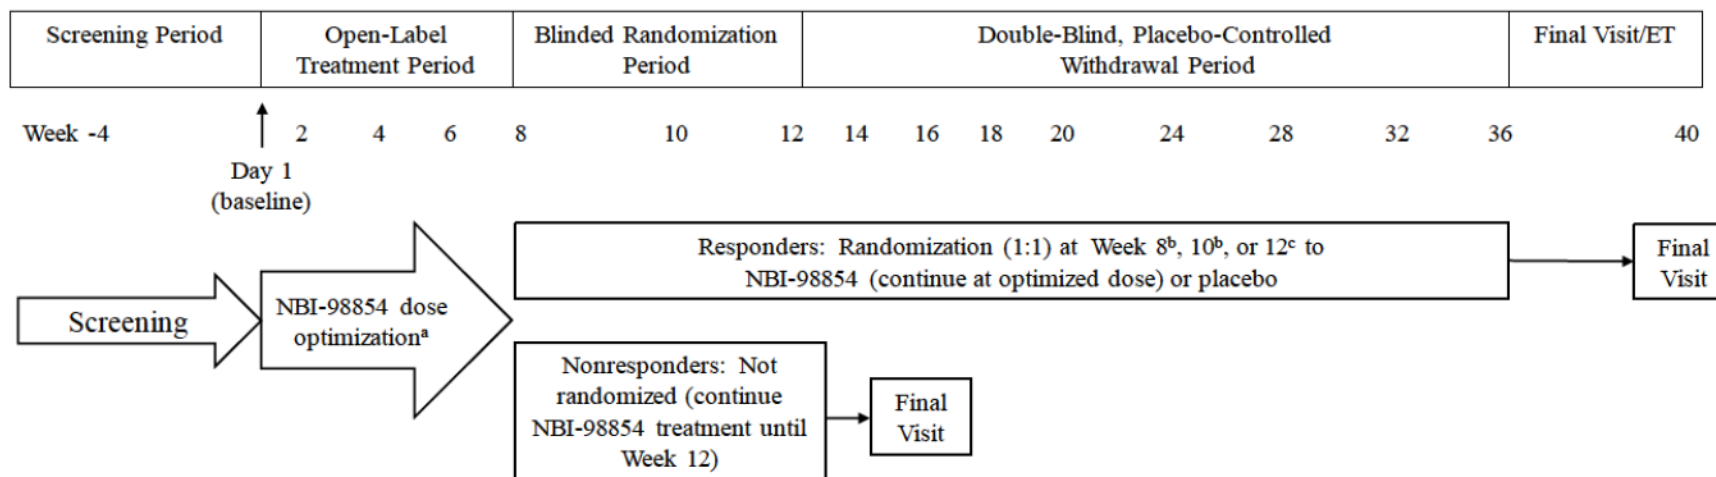 Screening Period
Open-Label
Treatment Period
Blinded Randomization
Period
Double-Blind, Placebo-Controlled
Withdrawal Period
Final Visit/ET
Week -4 2 4 6 8 10 12 14 16 18 20 24 28 32 36 40
Day 1
(baseline)
Screening
NBI-98854 dose
optimizationᵃ
Responders: Randomization (1:1) at Week 8ᵇ, 10ᵇ, or 12ᶜ to
NBI-98854 (continue at optimized dose) or placebo
Final
Visit
Nonresponders: Not
randomized (continue
NBI-98854 treatment until
Week 12)
Final
Visit